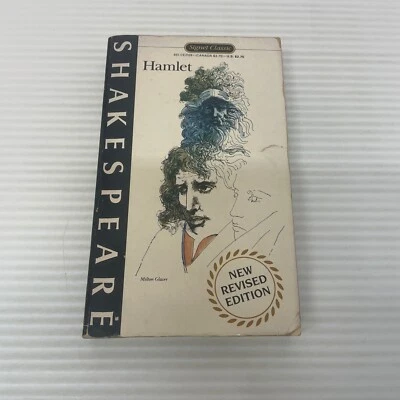 Signet Classic
Hamlet
SHAKESPEARE
Milton Glaser
NEW
REVISED
EDITION